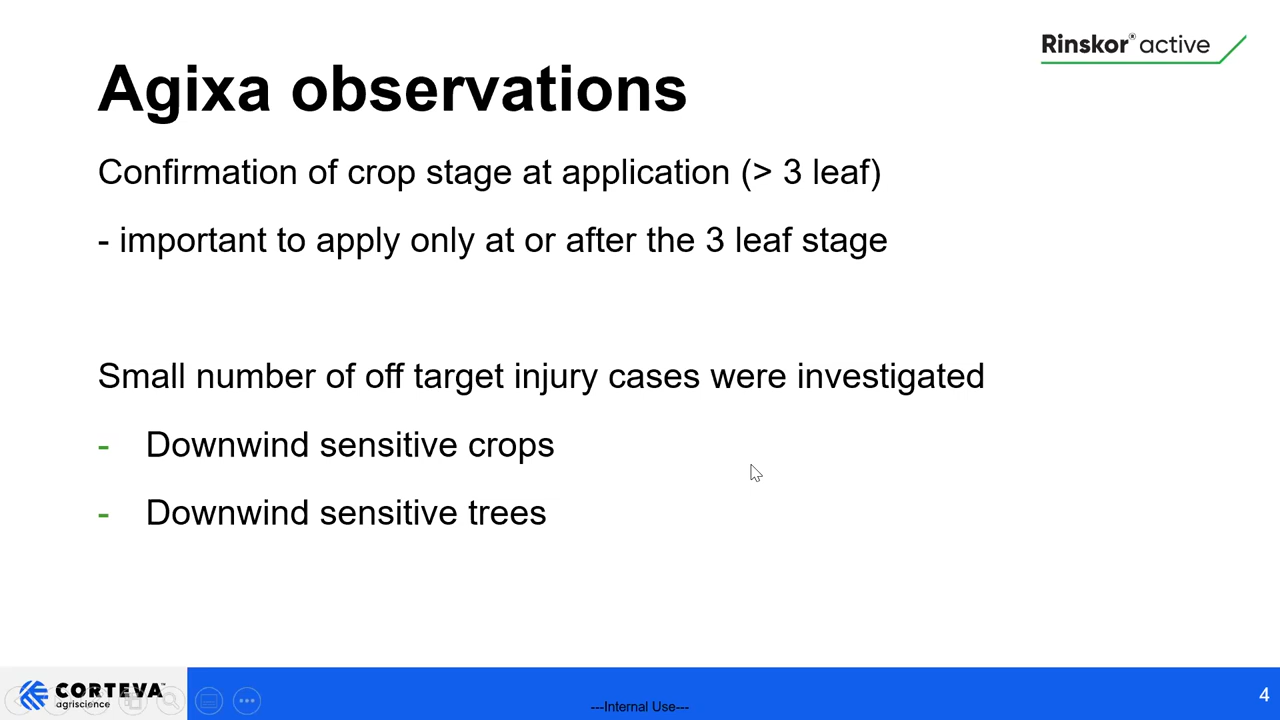 Rinskor® active
Agixa observations
Confirmation of crop stage at application (> 3 leaf)
- important to apply only at or after the 3 leaf stage
Small number of off target injury cases were investigated
- Downwind sensitive crops
- Downwind sensitive trees
CORTEVA™
agriscience
---Internal Use---
4